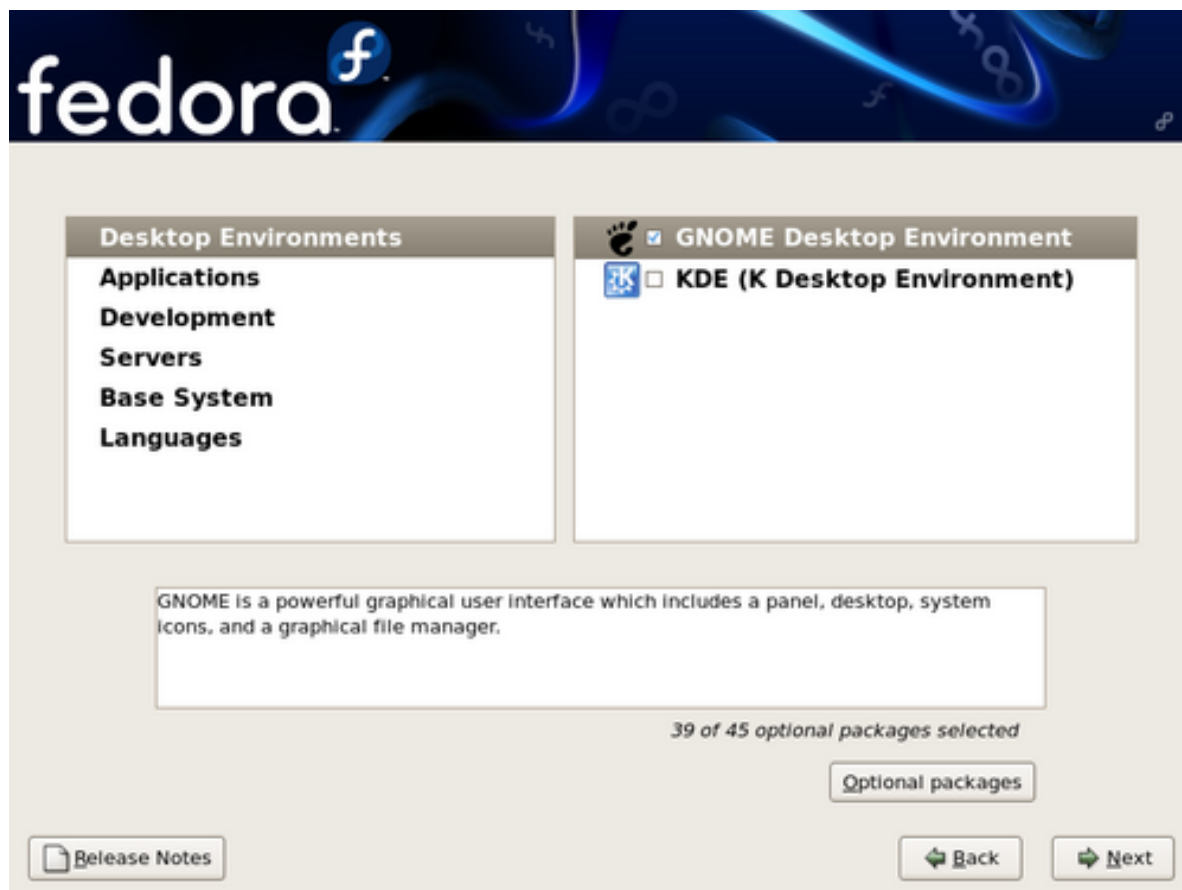 fedora
Desktop Environments
Applications
Development
Servers
Base System
Languages
GNOME Desktop Environment
KDE (K Desktop Environment)
GNOME is a powerful graphical user interface which includes a panel, desktop, system
icons, and a graphical file manager.
39 of 45 optional packages selected
Optional packages
Release Notes
Back
Next